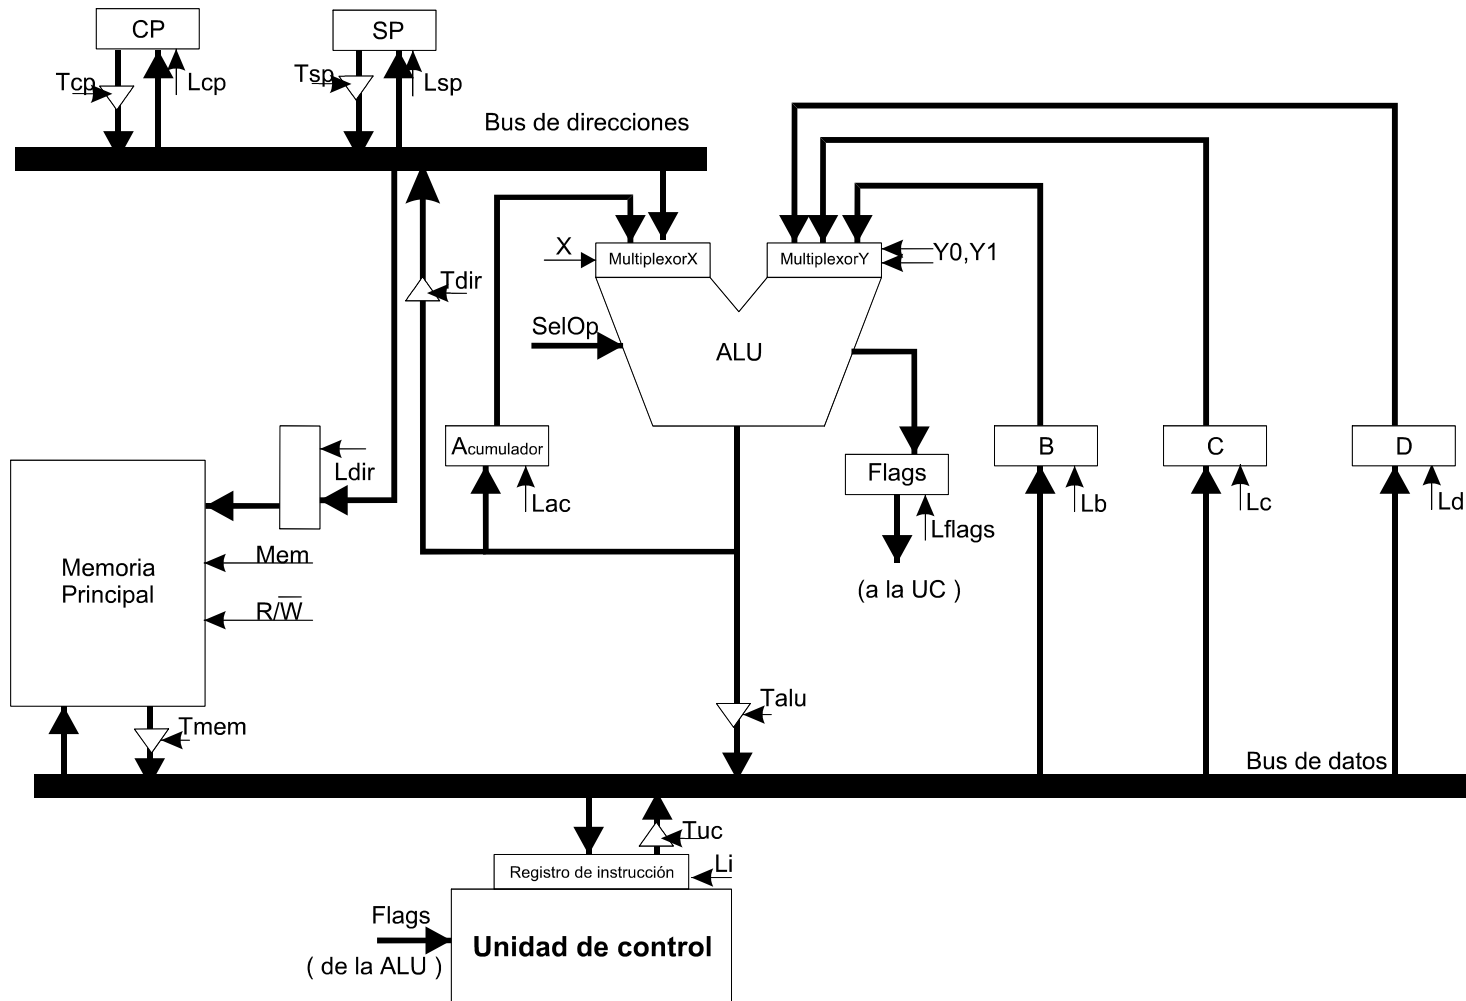 CP
SP
Tcp
Lcp
Tsp
Lsp
Bus de direcciones
X
MultiplexorX
MultiplexorY
Y0,Y1
Tdir
SelOp
ALU
Acumulador
Lac
Flags
Lflags
(a la UC )
B
Lb
C
Lc
D
Ld
Ldir
Memoria
Principal
Mem
R/W̅
Tmem
Talu
Bus de datos
Tuc
Registro de instrucción
Li
Flags
( de la ALU )
Unidad de control